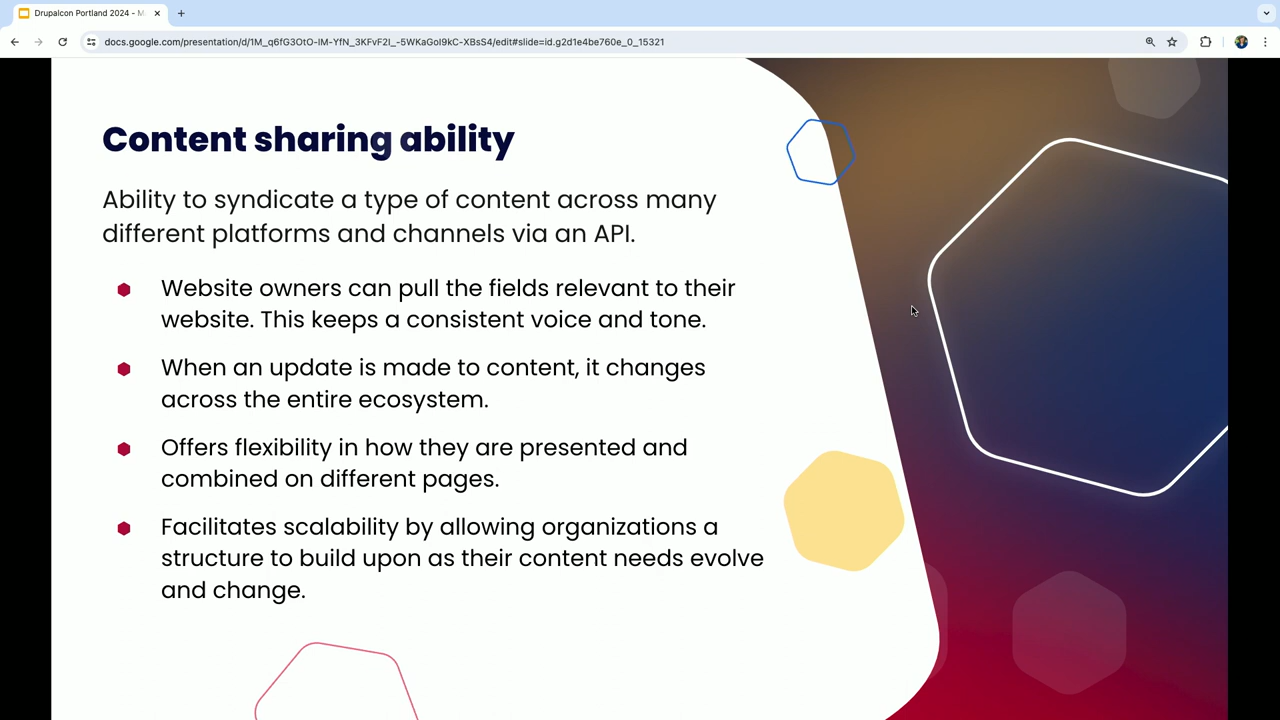 Drupalcon Portland 2024 - M
docs.google.com/presentation/d/1M_q6fG3OtO-IM-YfN_3KFvF2I_-5WKaGoI9kC-XBsS4/edit#slide=id.g2d1e4be760e_0_15321
Content sharing ability
Ability to syndicate a type of content across many
different platforms and channels via an API.
Website owners can pull the fields relevant to their
website. This keeps a consistent voice and tone.
When an update is made to content, it changes
across the entire ecosystem.
Offers flexibility in how they are presented and
combined on different pages.
Facilitates scalability by allowing organizations a
structure to build upon as their content needs evolve
and change.